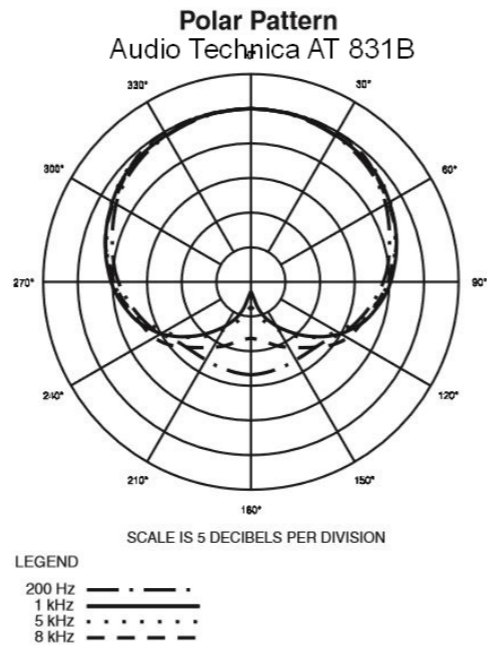 Polar Pattern
Audio Technica AT 831B
0°
330°
30°
300°
60°
270°
90°
240°
120°
210°
150°
160°
SCALE IS 5 DECIBELS PER DIVISION
LEGEND
200 Hz
1 kHz
5 kHz
8 kHz